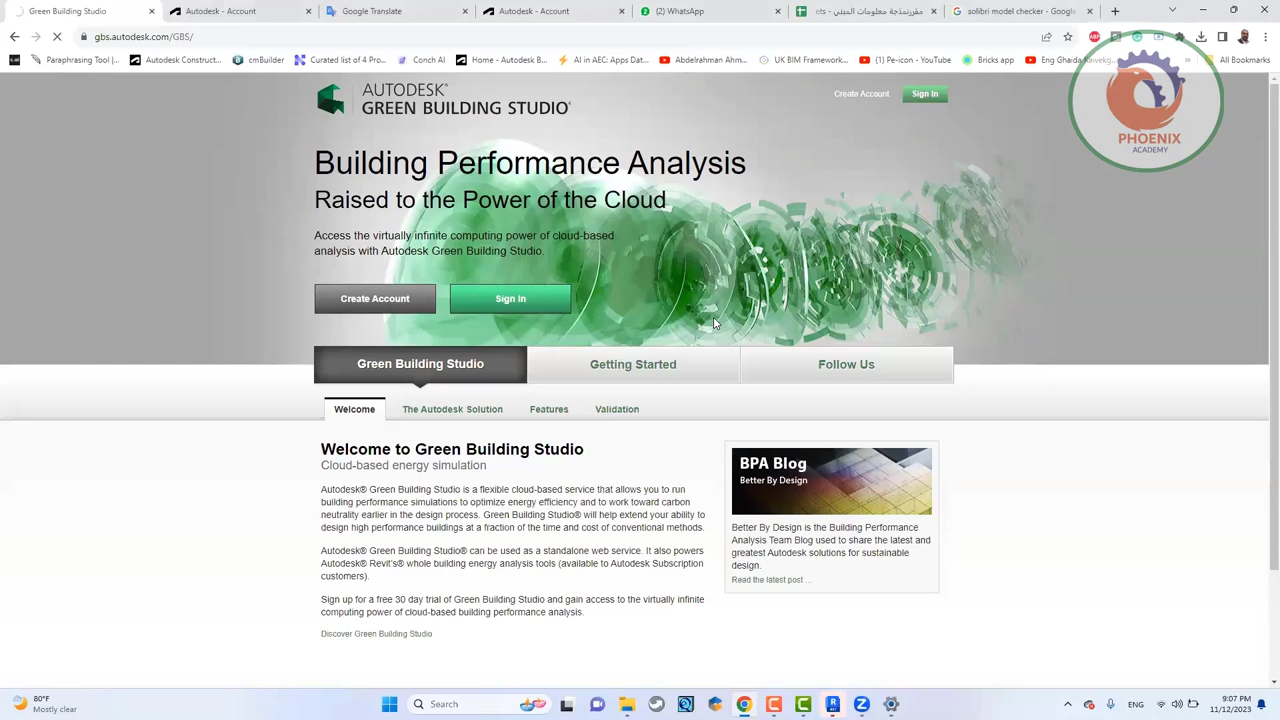 Green Building Studio
Autodesk - Account
Google Translate
Autodesk - Account
(2) WhatsApp
solibri model checker - Google
gbs.autodesk.com/GBS/
Paraphrasing Tool |
Autodesk Construct...
cmBuilder
Curated list of 4 Pro...
Conch AI
Home - Autodesk B...
AI in AEC: Apps Dat...
Abdelrahman Ahm...
UK BIM Framework...
(1) Pe-icon - YouTube
Bricks app
All Bookmarks
AUTODESK®
GREEN BUILDING STUDIO®
Create Account
Sign In
PHOENIX
ACADEMY
Building Performance Analysis
Raised to the Power of the Cloud
Access the virtually infinite computing power of cloud-based
analysis with Autodesk Green Building Studio.
Create Account
Sign In
Green Building Studio
Getting Started
Follow Us
Welcome
The Autodesk Solution
Features
Validation
Welcome to Green Building Studio
Cloud-based energy simulation
Autodesk® Green Building Studio is a flexible cloud-based service that allows you to run
building performance simulations to optimize energy efficiency and to work toward carbon
neutrality earlier in the design process. Green Building Studio® will help extend your ability to
design high performance buildings at a fraction of the time and cost of conventional methods.
Autodesk® Green Building Studio® can be used as a standalone web service. It also powers
Autodesk® Revit's® whole building energy analysis tools (available to Autodesk Subscription
customers).
Sign up for a free 30 day trial of Green Building Studio and gain access to the virtually infinite
computing power of cloud-based building performance analysis.
Discover Green Building Studio
BPA Blog
Better By Design
Better By Design is the Building Performance
Analysis Team Blog used to share the latest and
greatest Autodesk solutions for sustainable
design.
Read the latest post ...
80°F
Mostly clear
Search
ENG
9:07 PM
11/12/2023